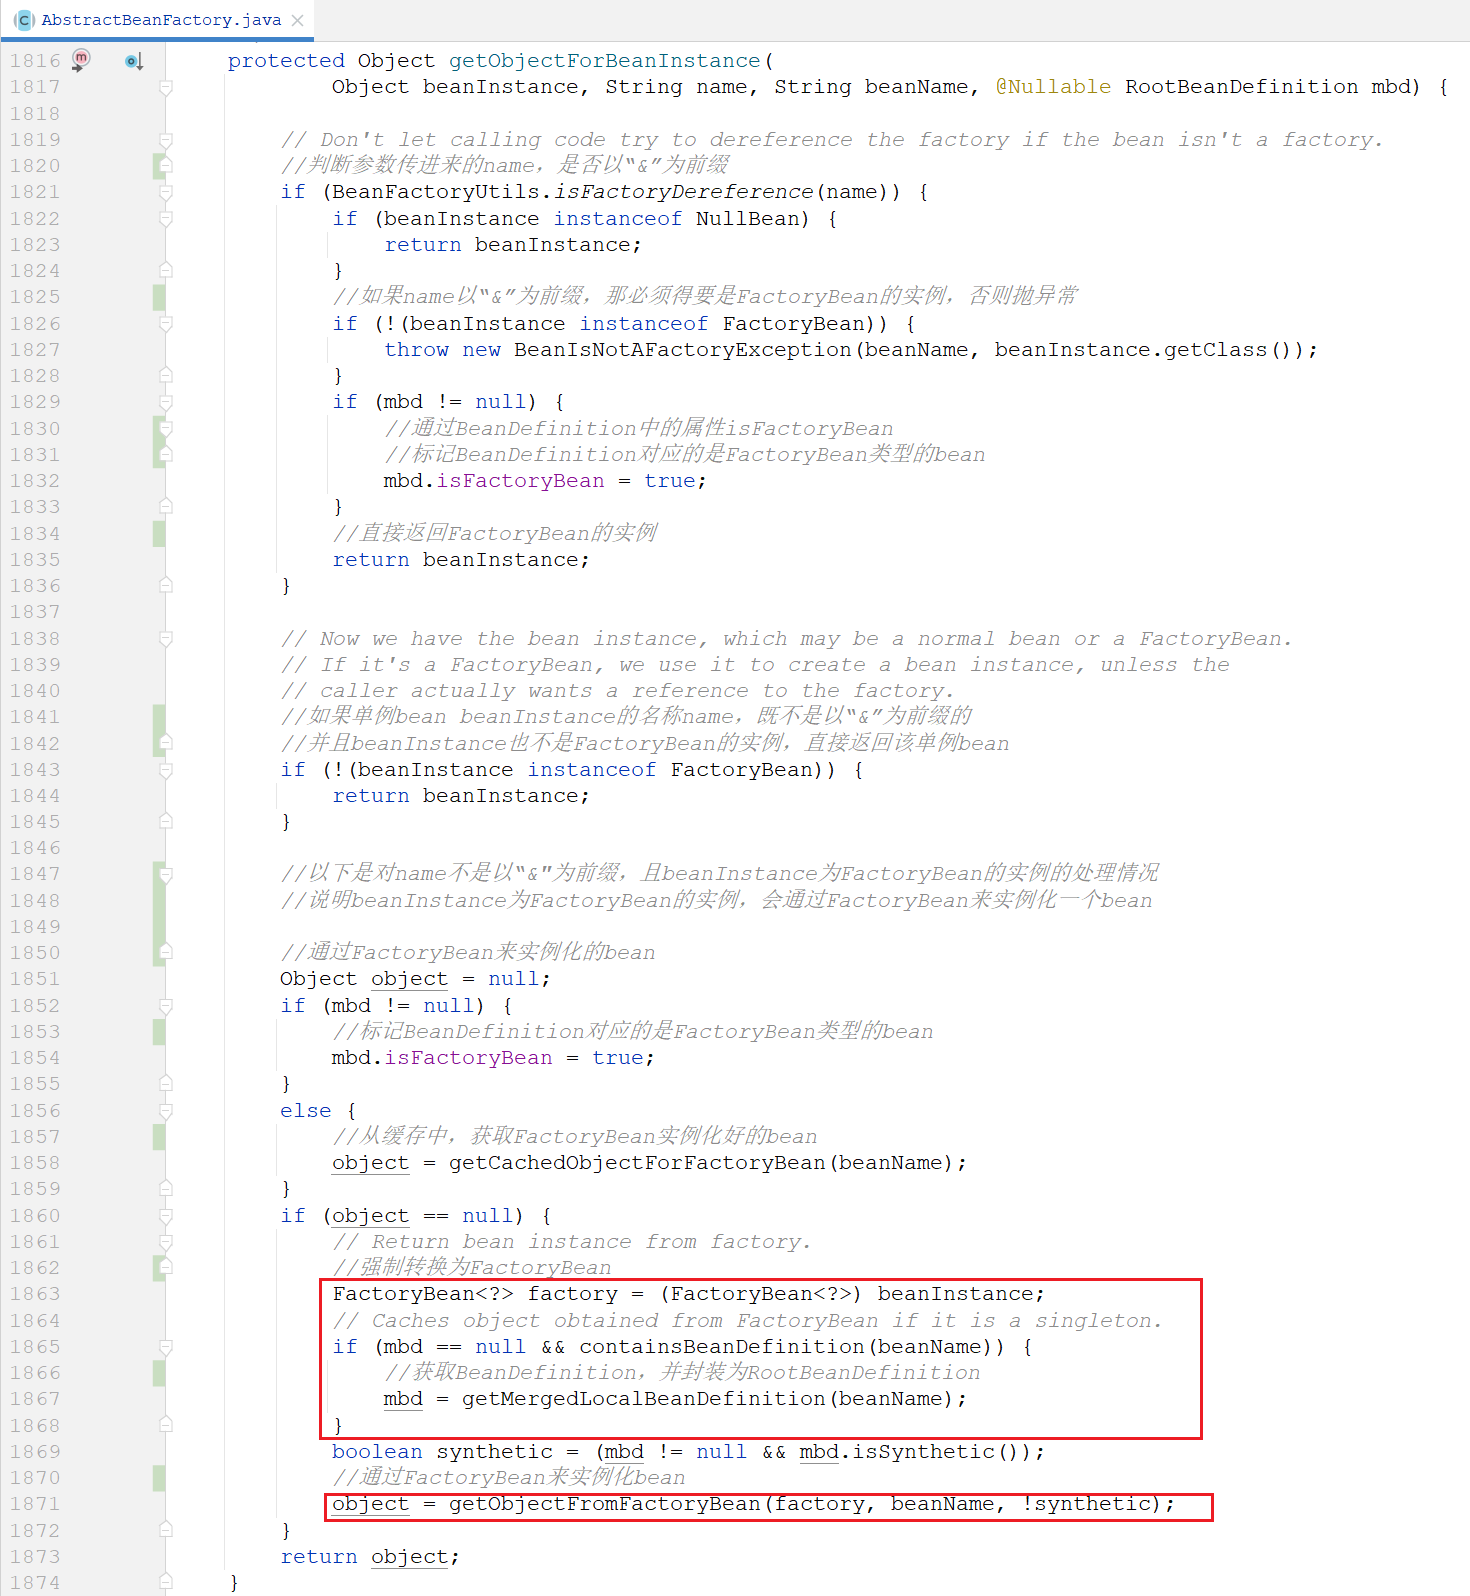 AbstractBeanFactory.java
1816 protected Object getObjectForBeanInstance(
1817 Object beanInstance, String name, String beanName, @Nullable RootBeanDefinition mbd) {
1818
1819 // Don't let calling code try to dereference the factory if the bean isn't a factory.
1820 //判断参数传进来的name，是否以“&”为前缀
1821 if (BeanFactoryUtils.isFactoryDereference(name)) {
1822 if (beanInstance instanceof NullBean) {
1823 return beanInstance;
1824 }
1825 //如果name以“&”为前缀，那必须得要是FactoryBean的实例，否则抛异常
1826 if (!(beanInstance instanceof FactoryBean)) {
1827 throw new BeanIsNotAFactoryException(beanName, beanInstance.getClass());
1828 }
1829 if (mbd != null) {
1830 //通过BeanDefinition中的属性isFactoryBean
1831 //标记BeanDefinition对应的是FactoryBean类型的bean
1832 mbd.isFactoryBean = true;
1833 }
1834 //直接返回FactoryBean的实例
1835 return beanInstance;
1836 }
1837
1838 // Now we have the bean instance, which may be a normal bean or a FactoryBean.
1839 // If it's a FactoryBean, we use it to create a bean instance, unless the
1840 // caller actually wants a reference to the factory.
1841 //如果单例bean beanInstance的名称name，既不是以“&”为前缀的
1842 //并且beanInstance也不是FactoryBean的实例，直接返回该单例bean
1843 if (!(beanInstance instanceof FactoryBean)) {
1844 return beanInstance;
1845 }
1846
1847 //以下是对name不是以“&"为前缀，且beanInstance为FactoryBean的实例的处理情况
1848 //说明beanInstance为FactoryBean的实例，会通过FactoryBean来实例化一个bean
1849
1850 //通过FactoryBean来实例化的bean
1851 Object object = null;
1852 if (mbd != null) {
1853 //标记BeanDefinition对应的是FactoryBean类型的bean
1854 mbd.isFactoryBean = true;
1855 }
1856 else {
1857 //从缓存中，获取FactoryBean实例化好的bean
1858 object = getCachedObjectForFactoryBean(beanName);
1859 }
1860 if (object == null) {
1861 // Return bean instance from factory.
1862 //强制转换为FactoryBean
1863 FactoryBean<?> factory = (FactoryBean<?>) beanInstance;
1864 // Caches object obtained from FactoryBean if it is a singleton.
1865 if (mbd == null && containsBeanDefinition(beanName)) {
1866 //获取BeanDefinition，并封装为RootBeanDefinition
1867 mbd = getMergedLocalBeanDefinition(beanName);
1868 }
1869 boolean synthetic = (mbd != null && mbd.isSynthetic());
1870 //通过FactoryBean来实例化bean
1871 object = getObjectFromFactoryBean(factory, beanName, !synthetic);
1872 }
1873 return object;
1874 }